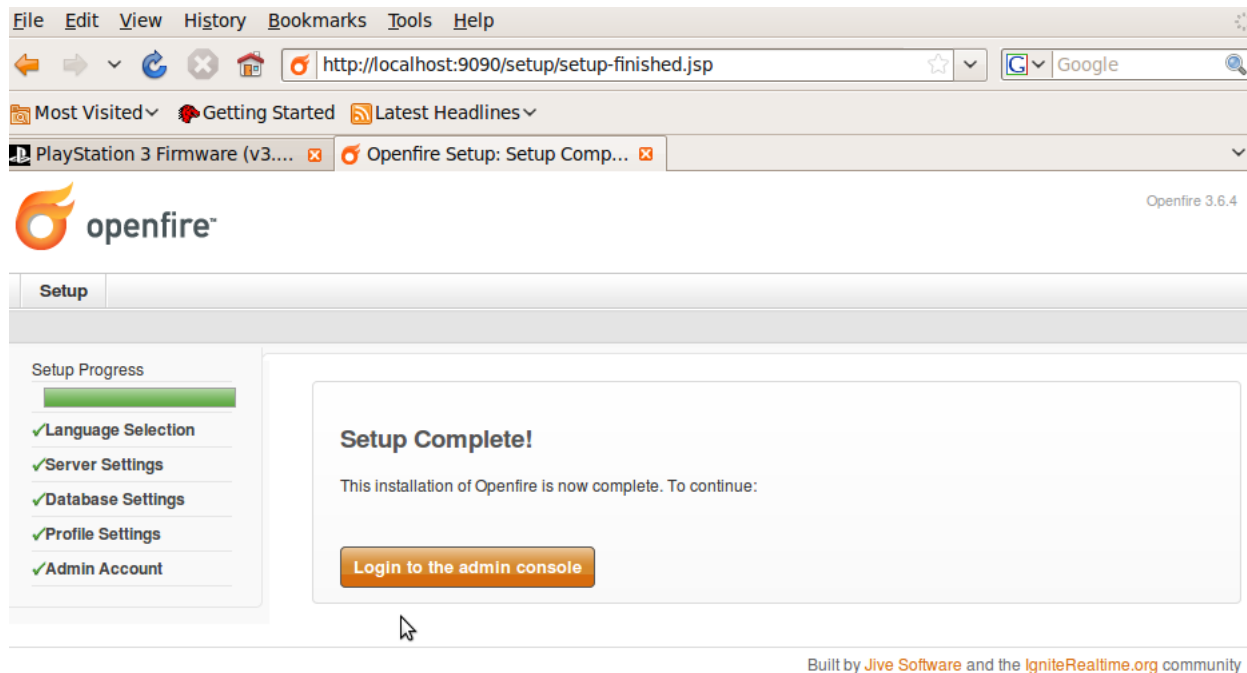 File Edit View History Bookmarks Tools Help
http://localhost:9090/setup/setup-finished.jsp
G Google
Most Visited Getting Started Latest Headlines
PlayStation 3 Firmware (v3.... Openfire Setup: Setup Comp...
openfire™
Openfire 3.6.4
Setup
Setup Progress
✓Language Selection
✓Server Settings
✓Database Settings
✓Profile Settings
✓Admin Account
Setup Complete!
This installation of Openfire is now complete. To continue:
Login to the admin console
Built by Jive Software and the IgniteRealtime.org community